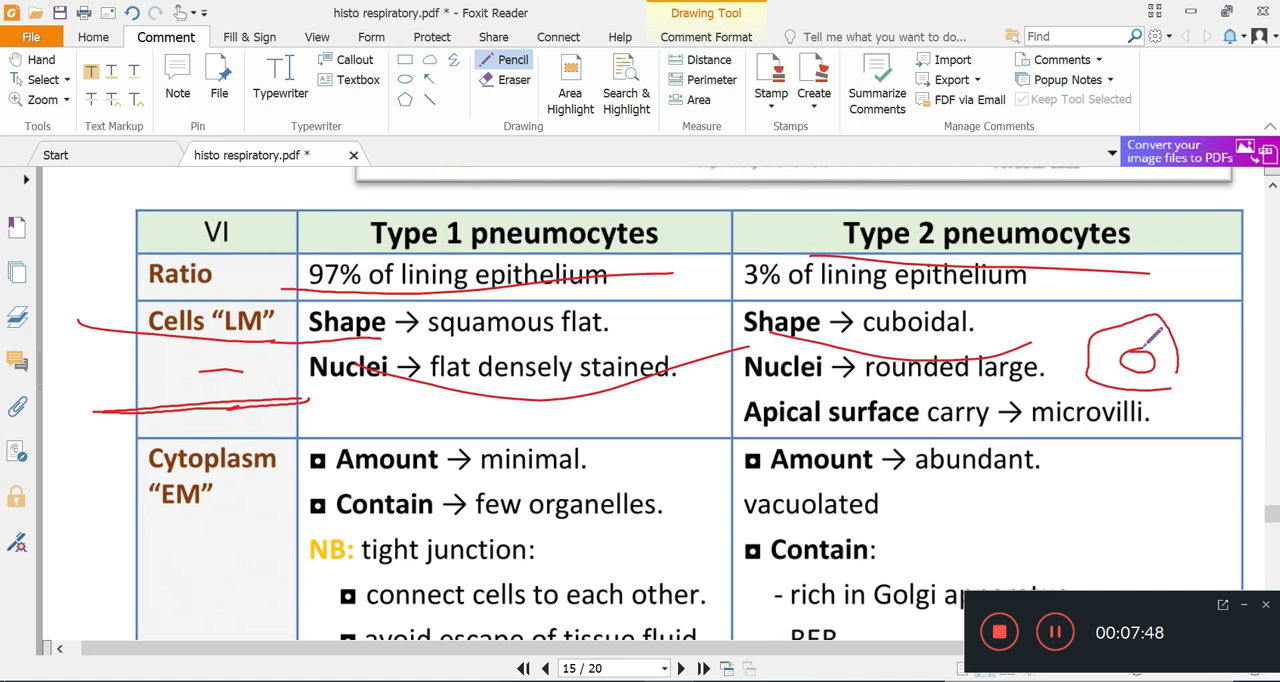 histo respiratory.pdf * - Foxit Reader
Drawing Tool
File
Home
Comment
Fill & Sign
View
Form
Protect
Share
Connect
Help
Comment Format
Tell me what you want to do...
Find
Hand
Select
Zoom
Tools
Text Markup
Note
File
Pin
Typewriter
Callout
Textbox
Typewriter
Pencil
Eraser
Drawing
Area
Highlight
Search &
Highlight
Distance
Perimeter
Area
Measure
Stamp
Create
Stamps
Summarize
Comments
Import
Export
FDF via Email
Comments
Popup Notes
Keep Tool Selected
Manage Comments
Start
histo respiratory.pdf *
Convert your
image files to PDFs
VI
Type 1 pneumocytes
Type 2 pneumocytes
Ratio
97% of lining epithelium
3% of lining epithelium
Cells “LM”
Shape → squamous flat.
Nuclei → flat densely stained.
Shape → cuboidal.
Nuclei → rounded large.
Apical surface carry → microvilli.
Cytoplasm
“EM”
Amount → minimal.
Contain → few organelles.
NB: tight junction:
connect cells to each other.
avoid escape of tissue fluid
Amount → abundant.
vacuolated
Contain:
- rich in Golgi apparatus
- RER
00:07:48
15 / 20